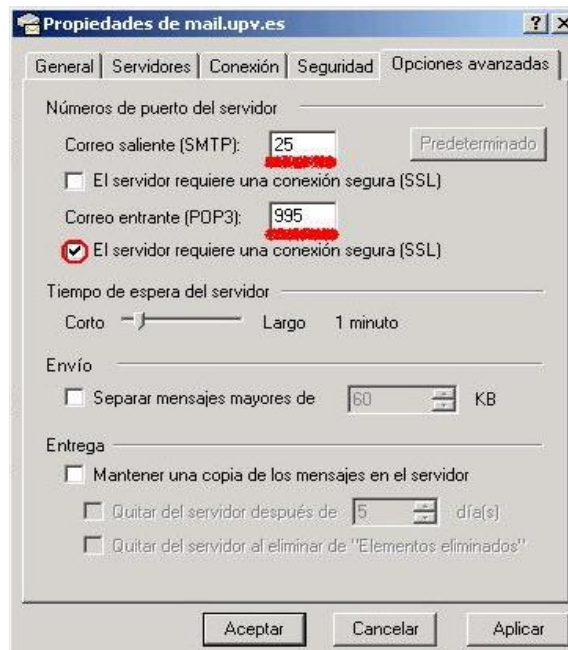 Propiedades de mail.upv.es
General Servidores Conexión Seguridad Opciones avanzadas
Números de puerto del servidor
Correo saliente (SMTP): 25 Predeterminado
El servidor requiere una conexión segura (SSL)
Correo entrante (POP3): 995
El servidor requiere una conexión segura (SSL)
Tiempo de espera del servidor
Corto Largo 1 minuto
Envío
Separar mensajes mayores de 60 KB
Entrega
Mantener una copia de los mensajes en el servidor
Quitar del servidor después de 5 día(s)
Quitar del servidor al eliminar de "Elementos eliminados"
Aceptar Cancelar Aplicar